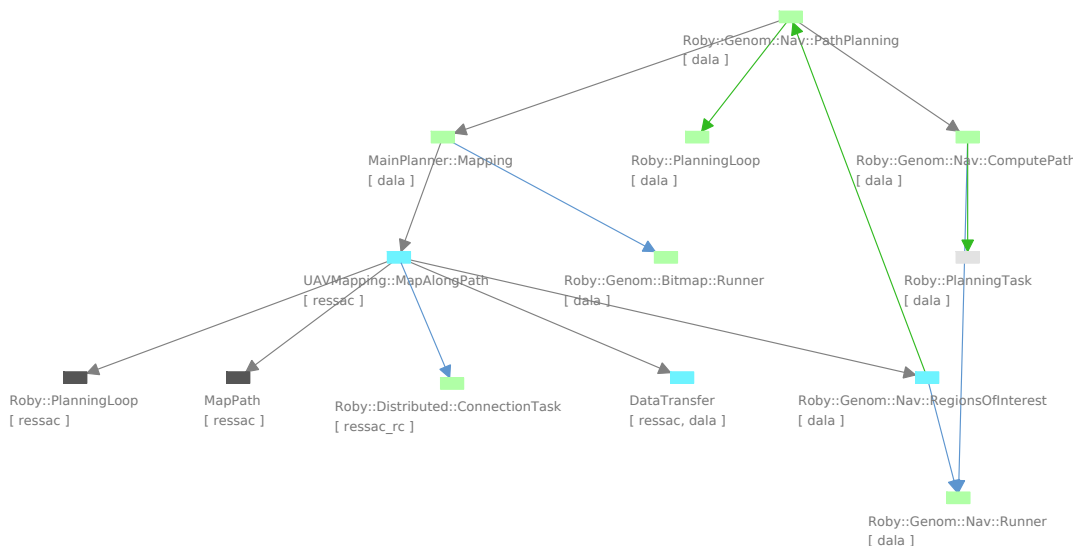 Roby::Genom::Nav::PathPlanning
[ dala ]
MainPlanner::Mapping
[ dala ]
Roby::PlanningLoop
[ dala ]
Roby::Genom::Nav::ComputePath
[ dala ]
UAVMapping::MapAlongPath
[ ressac ]
Roby::Genom::Bitmap::Runner
[ dala ]
Roby::PlanningTask
[ dala ]
Roby::PlanningLoop
[ ressac ]
MapPath
[ ressac ]
Roby::Distributed::ConnectionTask
[ ressac_rc ]
DataTransfer
[ ressac, dala ]
Roby::Genom::Nav::RegionsOfInterest
[ dala ]
Roby::Genom::Nav::Runner
[ dala ]